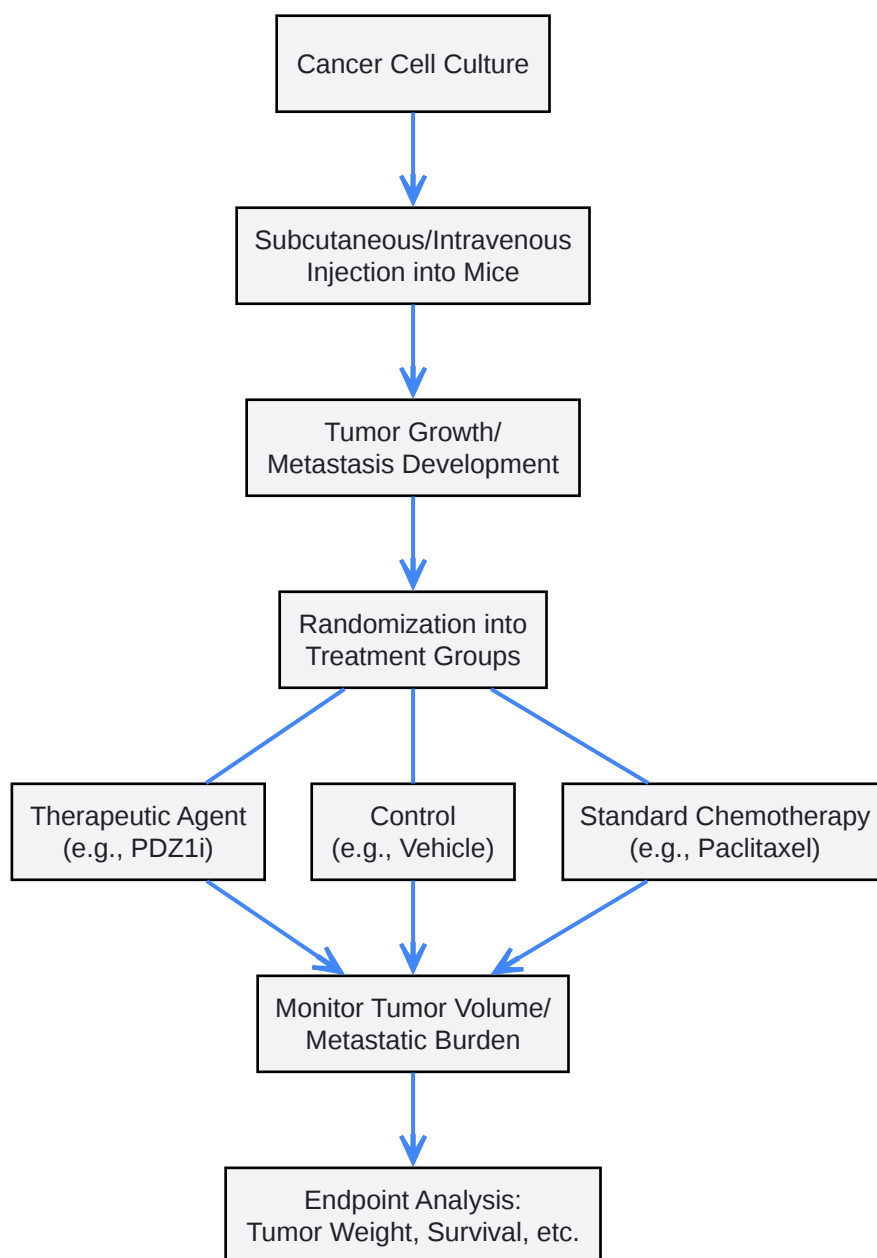 Cancer Cell Culture
Subcutaneous/Intravenous
Injection into Mice
Tumor Growth/
Metastasis Development
Randomization into
Treatment Groups
Therapeutic Agent
(e.g., PDZ1i)
Control
(e.g., Vehicle)
Standard Chemotherapy
(e.g., Paclitaxel)
Monitor Tumor Volume/
Metastatic Burden
Endpoint Analysis:
Tumor Weight, Survival, etc.